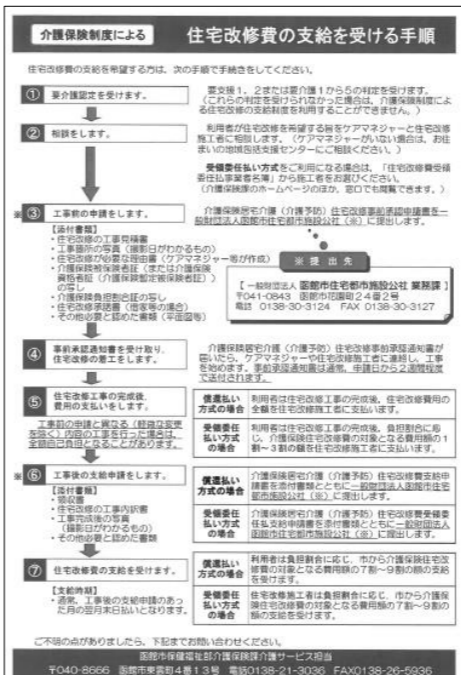 介護保険制度による
住宅改修費の支給を受ける手順
住宅改修費の支給を希望する方は、次の手順で手続きをしてください。
① 要介護認定を受けます。
要支援1、2または要介護1から5の判定を受けます。
（これらの判定を受けられなかった場合は、介護保険制度による住宅改修の支給制度を利用することができません。）
② 相談をします。
利用者が住宅改修を希望する旨をケアマネジャーと住宅改修
施工者に相談します。（ケアマネジャーがいない場合は、お住
まいの地域包括支援センターにご相談ください。）
受領委任払い方式をご利用になる場合は、「住宅改修費受領
委任払事業者名簿」から施工者をお選びください。
（介護保険課のホームページのほか、窓口でも閲覧できます。）
※③ 工事前の申請をします。
【添付書類】
・住宅改修の工事見積書
・工事箇所の写真（撮影日がわかるもの）
・住宅改修が必要な理由書（ケアマネジャー等が作成）
・介護保険被保険者証（または介護保険
資格者証（介護保険暫定被保険者証））
の写し
・介護保険負担割合証の写し
・住宅改修承諾書（借家等の場合）
・その他必要と認めた書類（平面図等）
介護保険居宅介護（介護予防）住宅改修事前承認申請書を一
般財団法人函館市住宅都市施設公社（※）に提出します。
※ 提出先
【 一般財団法人 函館市住宅都市施設公社 業務課 】
〒041-0843 函館市花園町24番2号
電話 0138-30-3124 FAX 0138-30-3127
④ 事前承認通知書を受け取り、
住宅改修の着工をします。
介護保険居宅介護（介護予防）住宅改修事前承認通知書が
届いたら、ケアマネジャーや住宅改修施工者に連絡し、工事
を始めます。事前承認通知書は通常、申請日から2週間程度
で送付されます。
⑤ 住宅改修工事の完成後、
費用の支払いをします。
工事前の申請と異なる（軽微な変更
を除く）内容の工事を行った場合は、
全額自己負担となることがあります。
償還払い
方式の場合
利用者は住宅改修工事の完成後、住宅改修費用の
全額を住宅改修施工者に支払います。
受領委任
払い方式
の場合
利用者は住宅改修工事の完成後、負担割合に応
じ、介護保険住宅改修費の対象となる費用額の1
割～3割の額を住宅改修施工者に支払います。
※⑥ 工事後の支給申請をします。
【添付書類】
・領収書
・住宅改修の工事内訳書
・工事完成後の写真
（撮影日がわかるもの）
・その他必要と認めた書類
償還払い
方式の場合
介護保険居宅介護（介護予防）住宅改修費支給申
請書を添付書類とともに一般財団法人函館市住宅
都市施設公社（※）に提出します。
受領委任
払い方式
の場合
介護保険居宅介護（介護予防）住宅改修費受領委
任払支給申請書を添付書類とともに一般財団法人
函館市住宅都市施設公社（※）に提出します。
⑦ 住宅改修費の支給を受けます。
【支給時期】
・通常、工事後の支給申請のあっ
た月の翌月末日払いとなります。
償還払い
方式の場合
利用者は負担割合に応じ、市から介護保険住宅改
修費の対象となる費用額の7割～9割の額の支給
を受けます。
受領委任
払い方式
の場合
住宅改修施工者は負担割合に応じ、市から介護保
険住宅改修費の対象となる費用額の7割～9割の
額の支給を受けます。
ご不明の点がありましたら、下記までお問い合わせください。
函館市保健福祉部介護保険課介護サービス担当
〒040-8666 函館市東雲町4番13号 電話0138-21-3036 FAX0138-26-5936